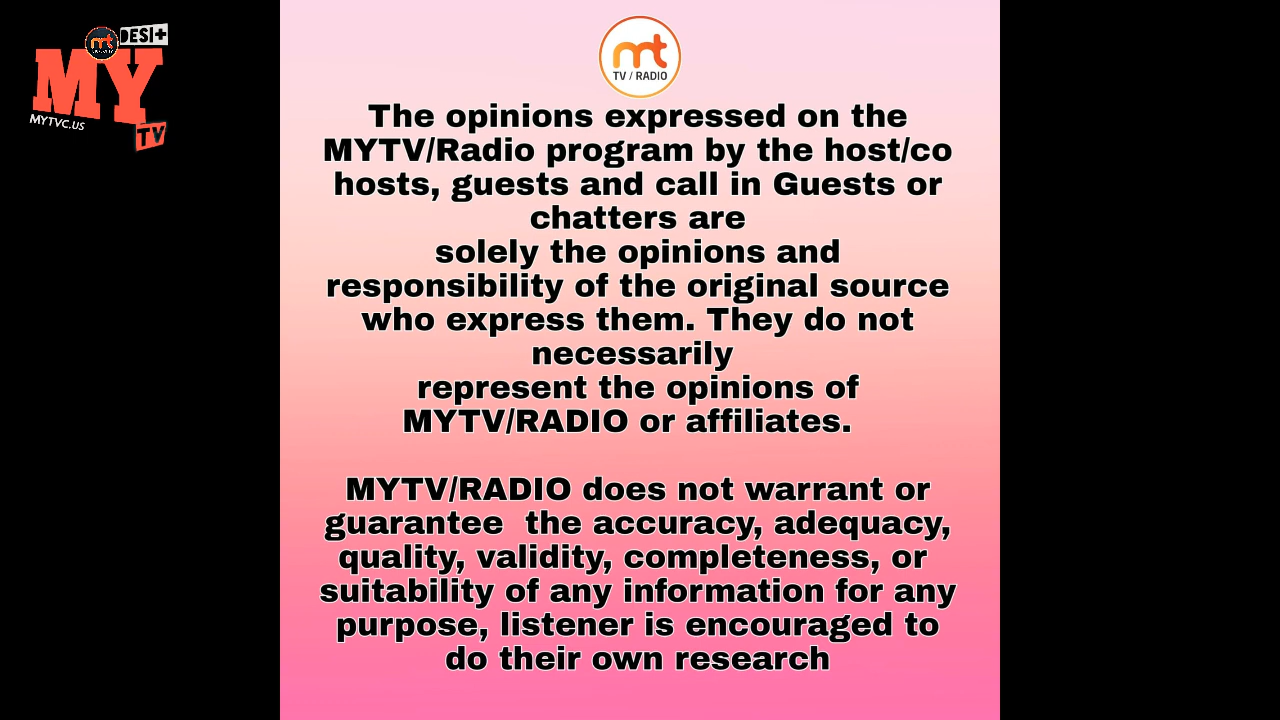 DESI+
mt
MY
MYTVC.US
TV
mt
TV / RADIO
The opinions expressed on the
MYTV/Radio program by the host/co
hosts, guests and call in Guests or
chatters are
solely the opinions and
responsibility of the original source
who express them. They do not
necessarily
represent the opinions of
MYTV/RADIO or affiliates.
MYTV/RADIO does not warrant or
guarantee  the accuracy, adequacy,
quality, validity, completeness, or
suitability of any information for any
purpose, listener is encouraged to
do their own research